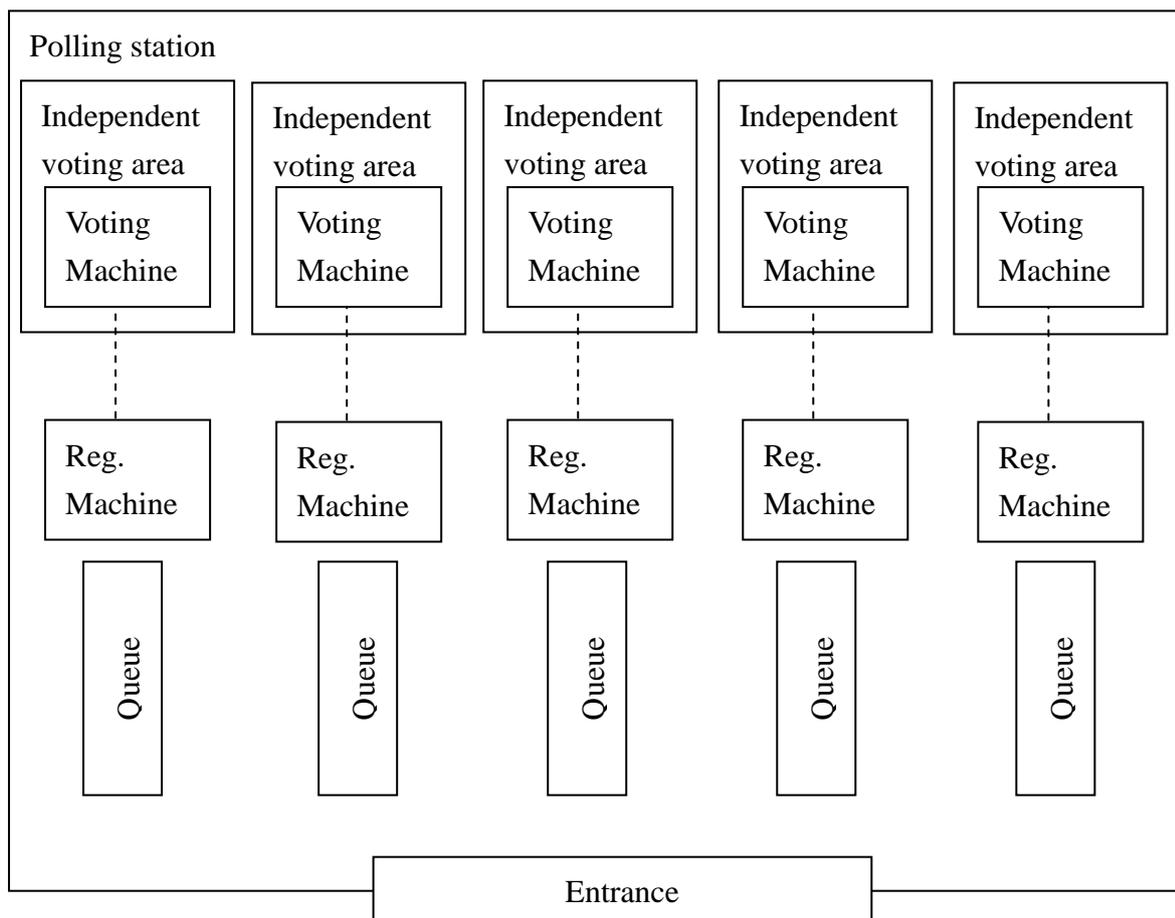 Polling station
Independent
voting area
Voting
Machine
Independent
voting area
Voting
Machine
Independent
voting area
Voting
Machine
Independent
voting area
Voting
Machine
Independent
voting area
Voting
Machine
Reg.
Machine
Reg.
Machine
Reg.
Machine
Reg.
Machine
Reg.
Machine
Queue
Queue
Queue
Queue
Queue
Entrance